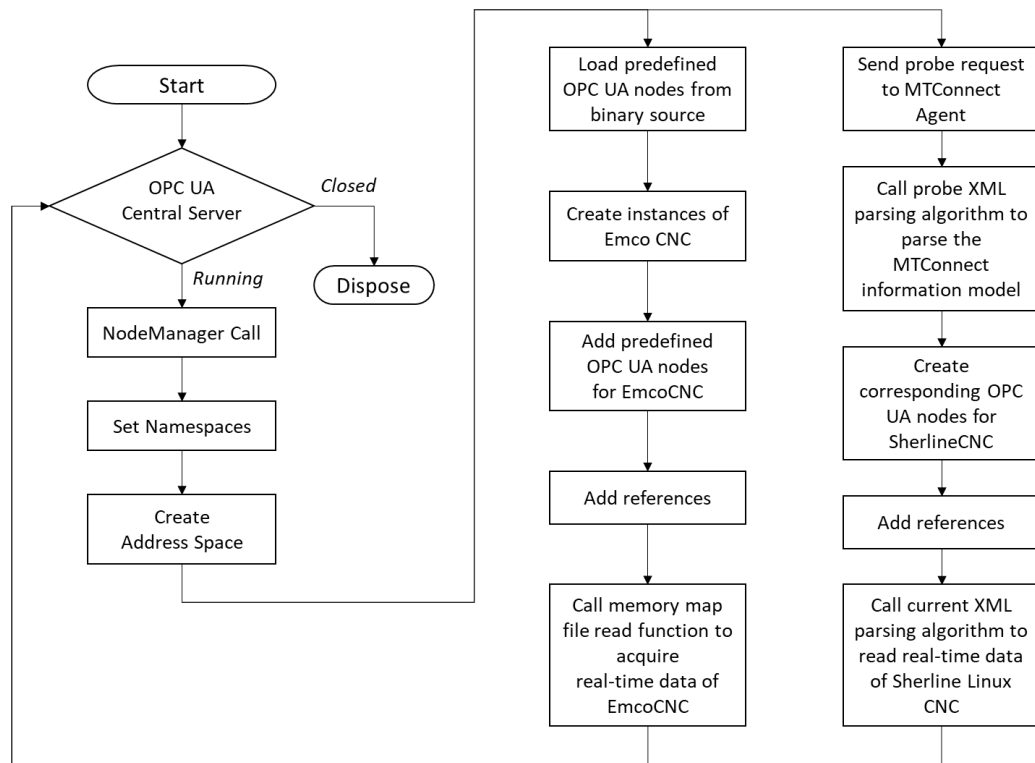 Start
OPC UA
Central Server
Closed
Running
Dispose
NodeManager Call
Set Namespaces
Create
Address Space
Load predefined
OPC UA nodes from
binary source
Create instances of
Emco CNC
Add predefined
OPC UA nodes
for EmcoCNC
Add references
Call memory map
file read function to
acquire
real-time data of
EmcoCNC
Send probe request
to MTConnect
Agent
Call probe XML
parsing algorithm to
parse the
MTConnect
information model
Create
corresponding OPC
UA nodes for
SherlineCNC
Add references
Call current XML
parsing algorithm to
read real-time data
of Sherline Linux
CNC